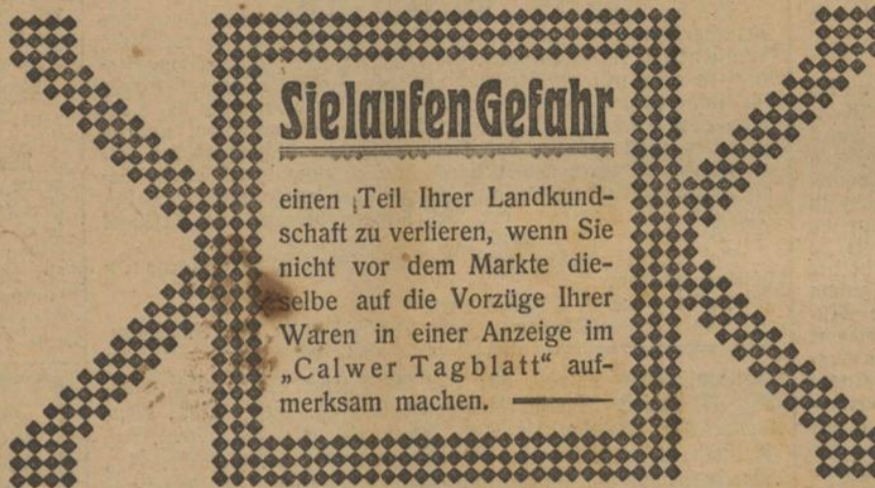 Sie laufen Gefahr
einen Teil Ihrer Landkund-
schaft zu verlieren, wenn Sie
nicht vor dem Markte die-
selbe auf die Vorzüge Ihrer
Waren in einer Anzeige im
„Calwer Tagblatt“ auf-
merksam machen.